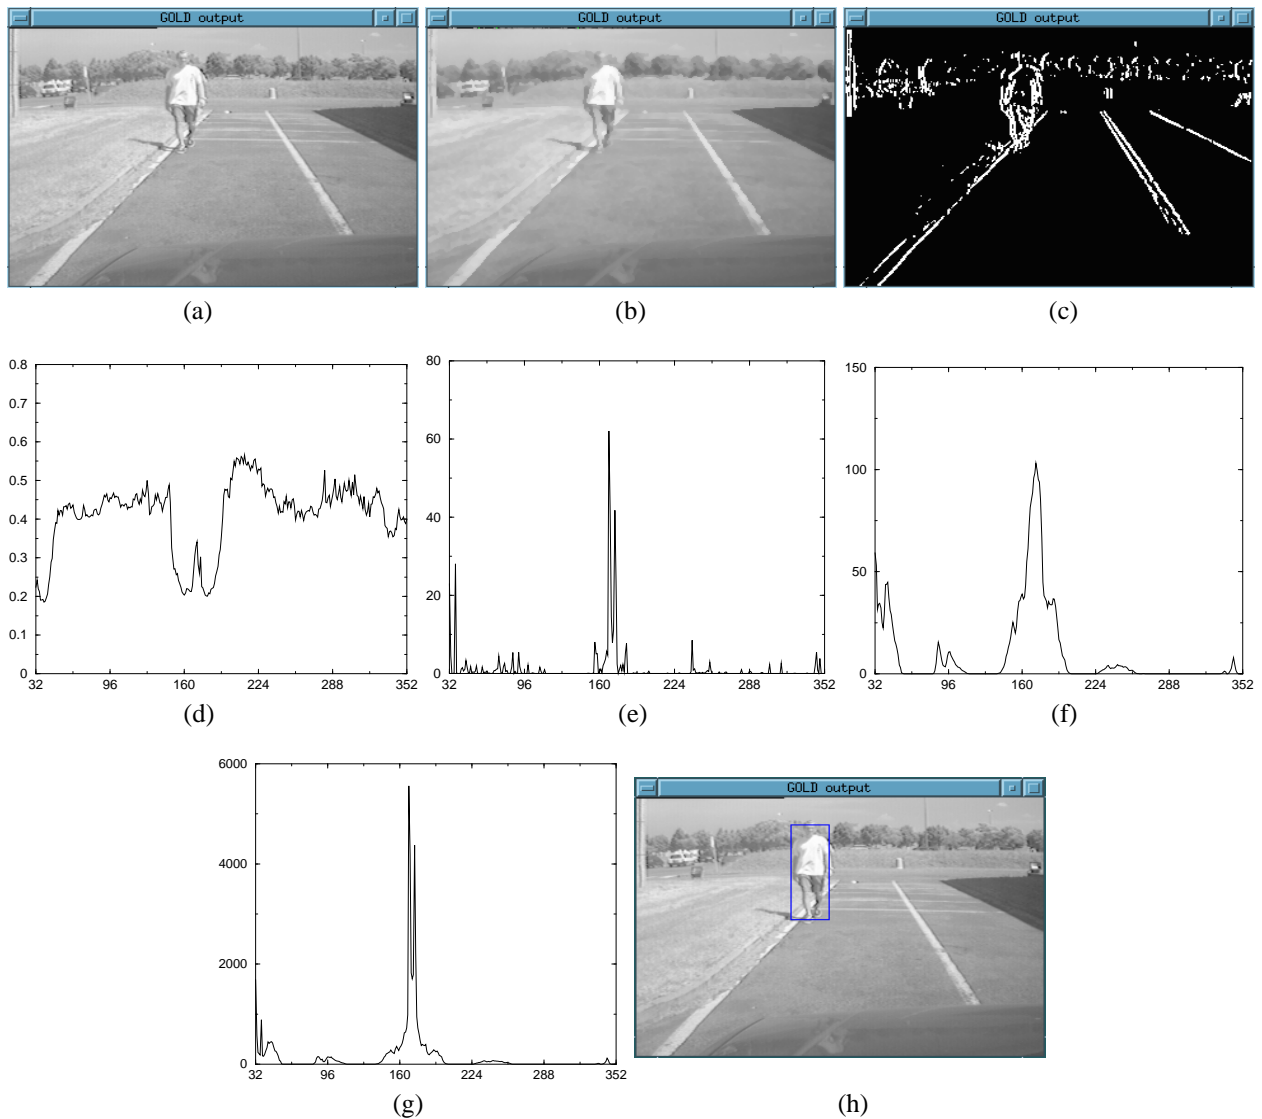 GOLD output
GOLD output
GOLD output
(a)
(b)
(c)
0.8
0.7
0.6
0.5
0.4
0.3
0.2
0.1
0
32 96 160 224 288 352
(d)
80
60
40
20
0
32 96 160 224 288 352
(e)
150
100
50
0
32 96 160 224 288 352
(f)
6000
4000
2000
0
32 96 160 224 288 352
(g)
GOLD output
(h)